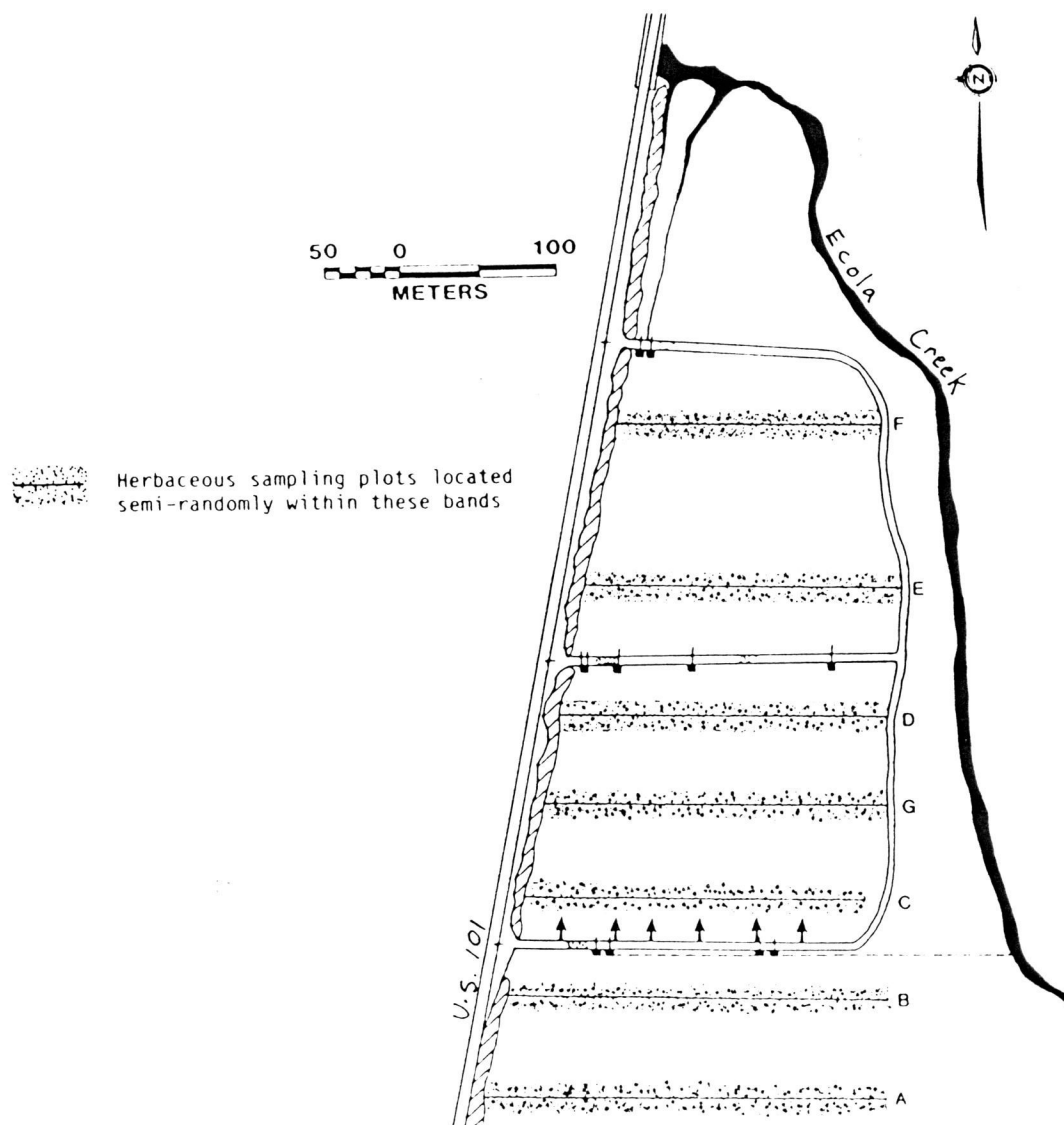 N
50 0 100
METERS
Ecola Creek
F
Herbaceous sampling plots located
semi-randomly within these bands
E
D
G
C
U.S. 101
B
A